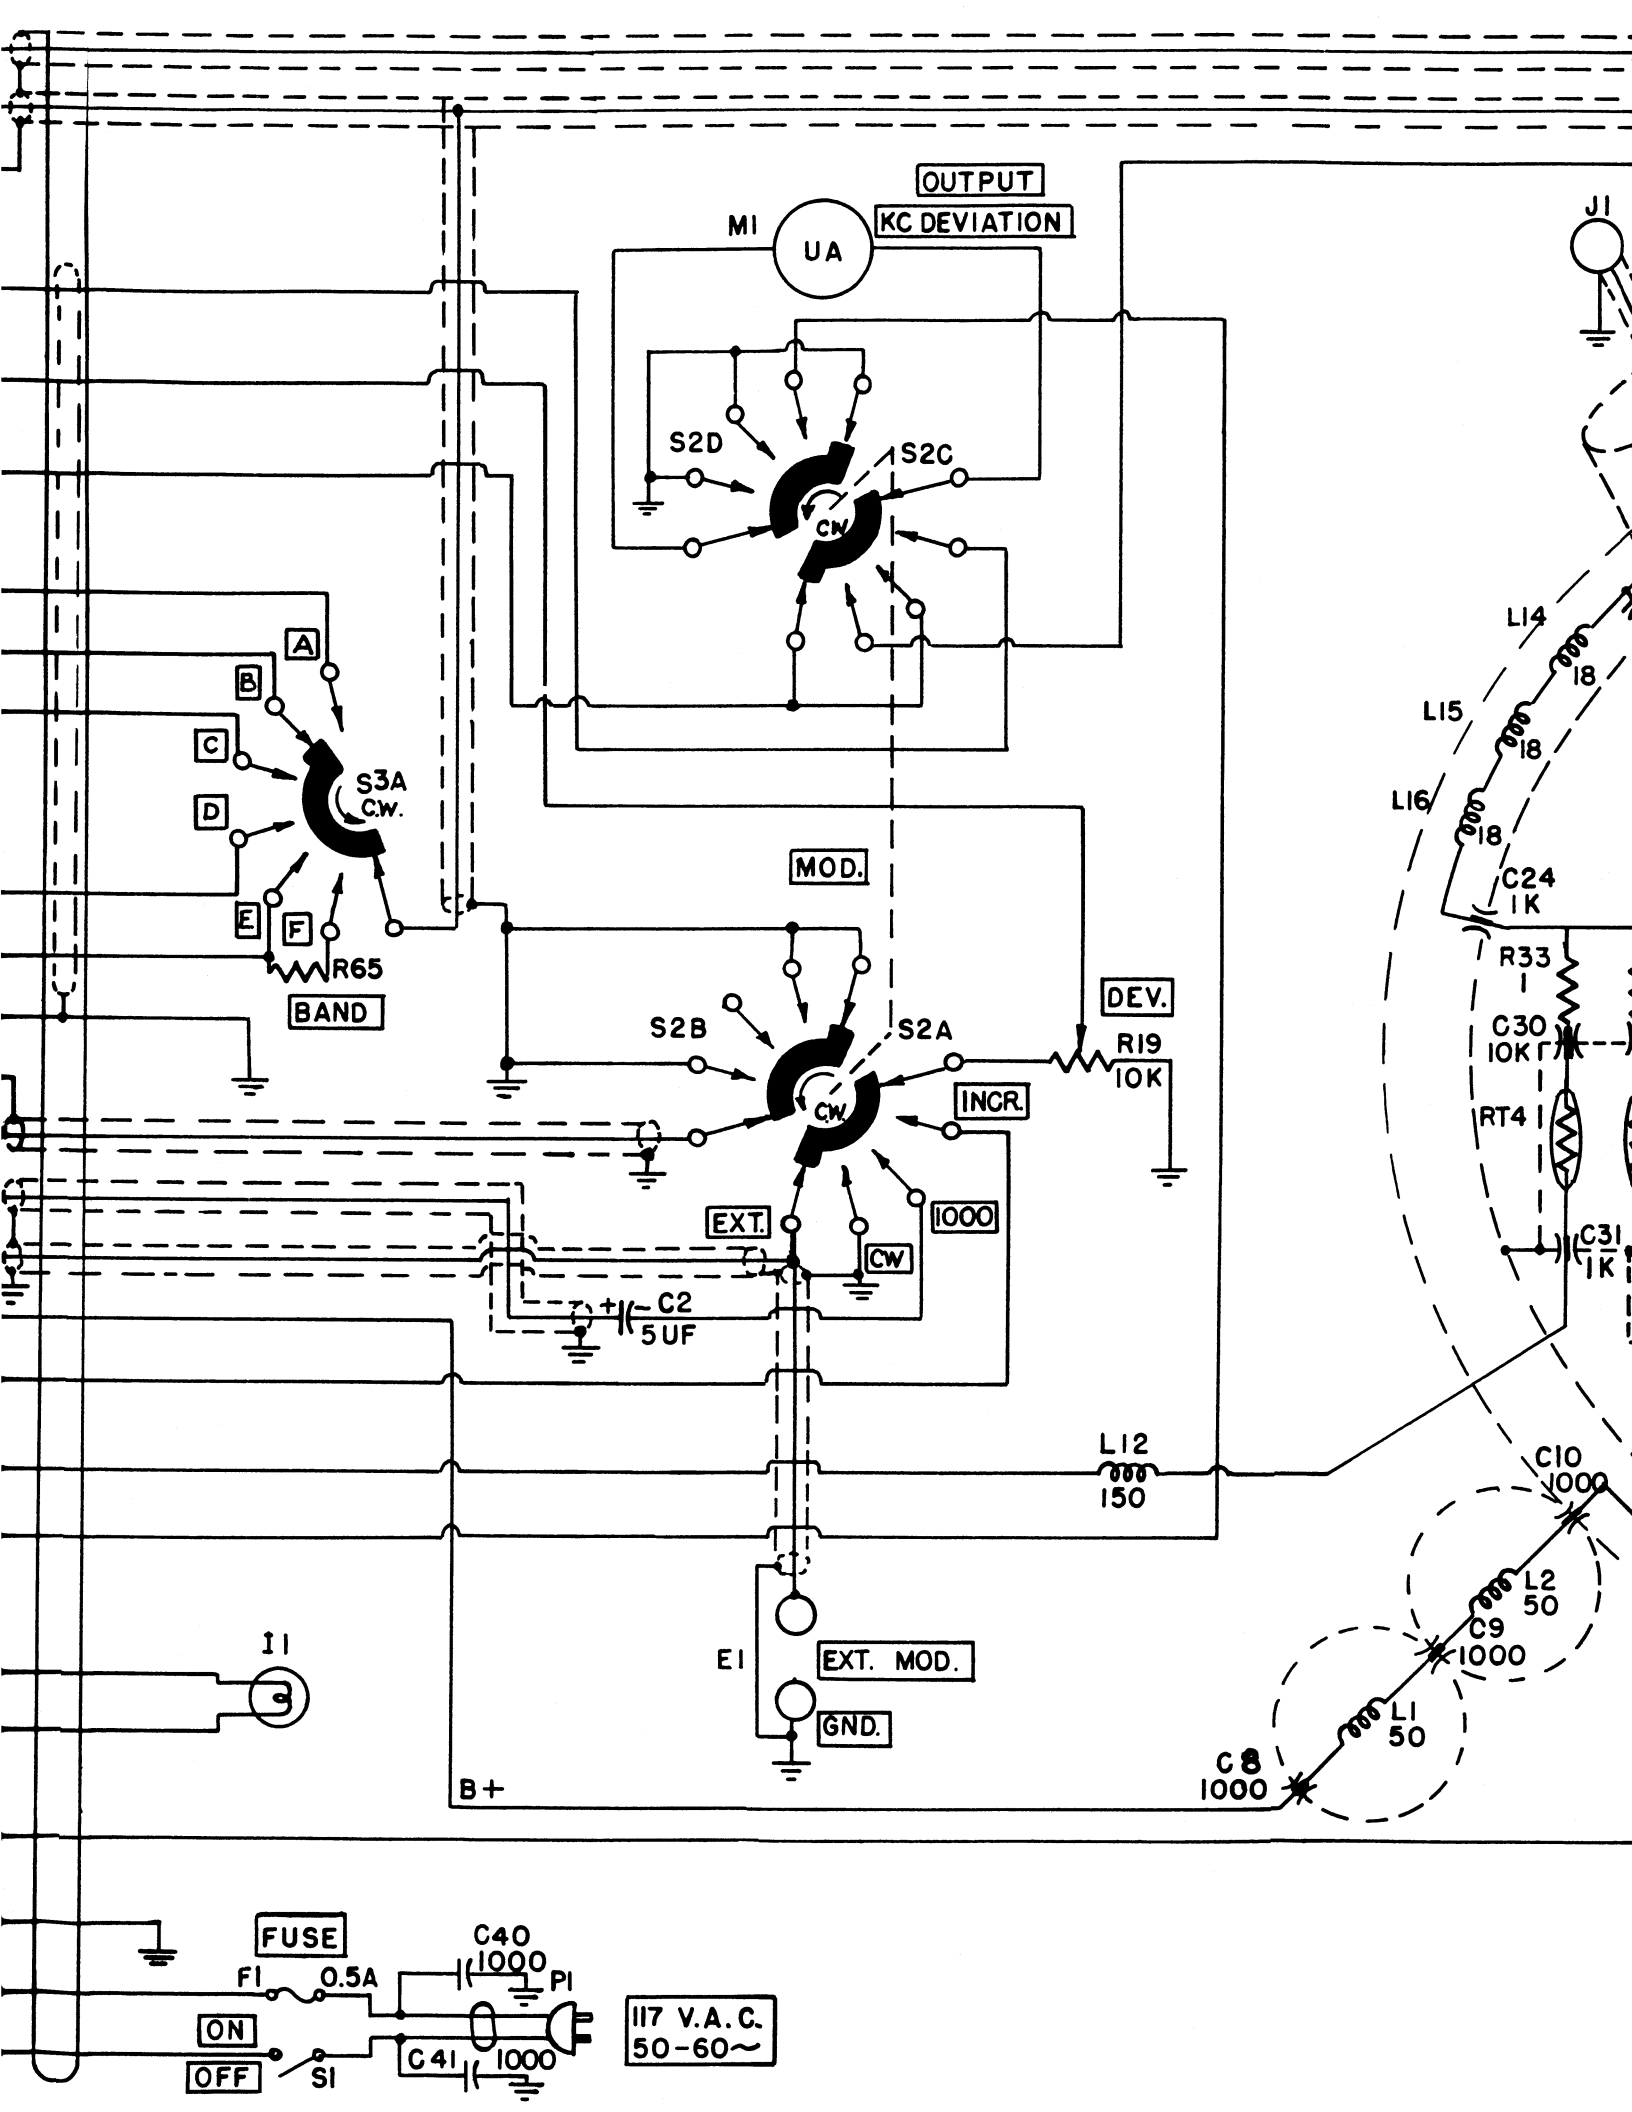 OUTPUT
KC DEVIATION
M1
UA
J1
S2D
S2C
CW
L14
18
A
B
L15
18
C
S3A
C.W.
L16
18
D
MOD.
C24
1K
E
F
R65
R33
1
BAND
DEV.
S2B
S2A
R19
10K
C30
10K
CW.
INCR.
RT4
EXT.
1000
CW
C31
1K
+
-
C2
5UF
L12
150
C10
1000
L2
50
I1
E1
EXT. MOD.
C9
1000
GND.
L1
50
C8
1000
B+
FUSE
C40
1000
F1
0.5A
P1
ON
117 V.A.C.
50-60~
OFF
S1
C41
1000